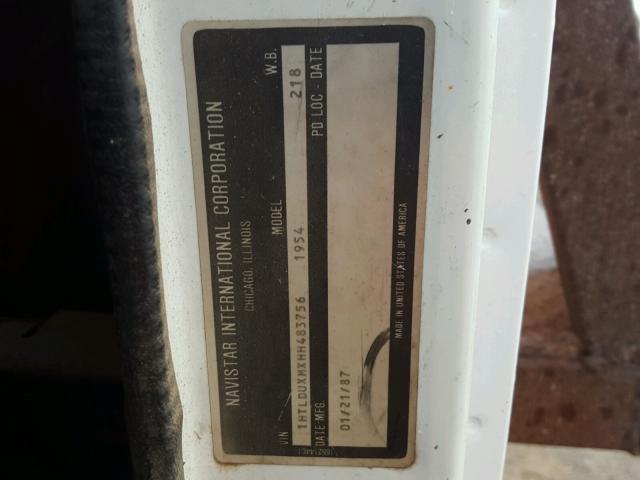 NAVISTAR INTERNATIONAL CORPORATION
CHICAGO, ILLINOIS
VIN MODEL W.B.
1HTLDUXMXHH483756 1954 218
DATE MFG. PD LOC - DATE
01/21/87
MADE IN UNITED STATES OF AMERICA